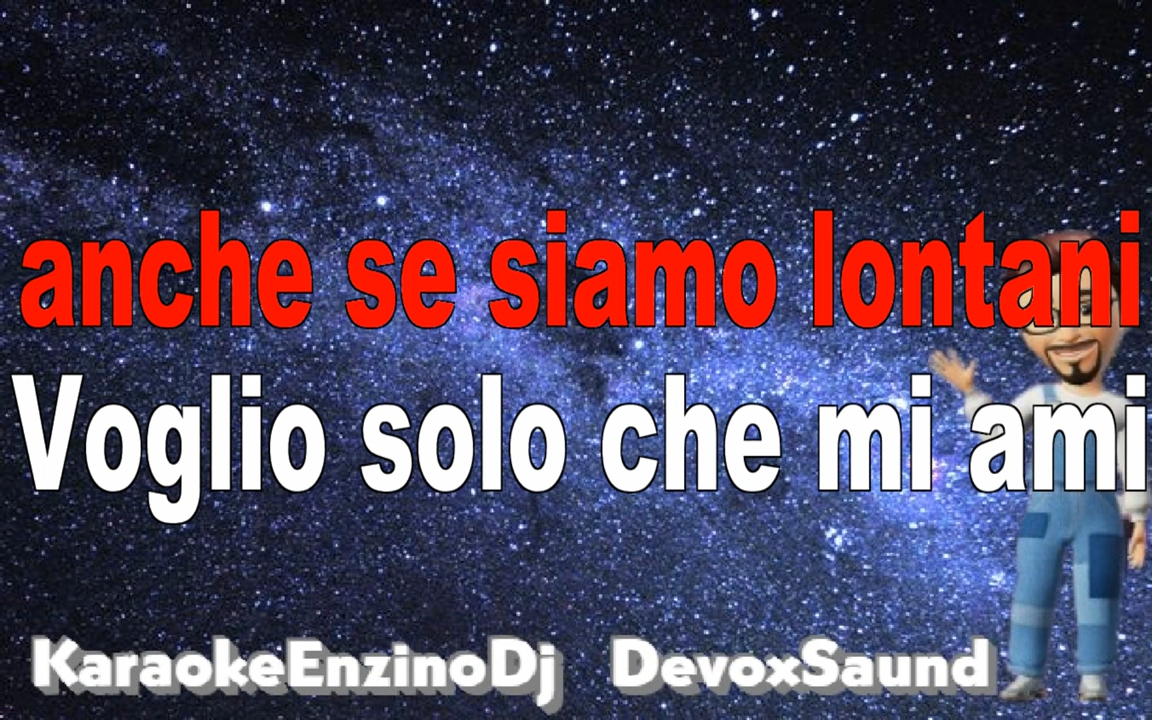 anche se siamo lontani
Voglio solo che mi ami
KaraokeEnzinoDj DevoxSaund